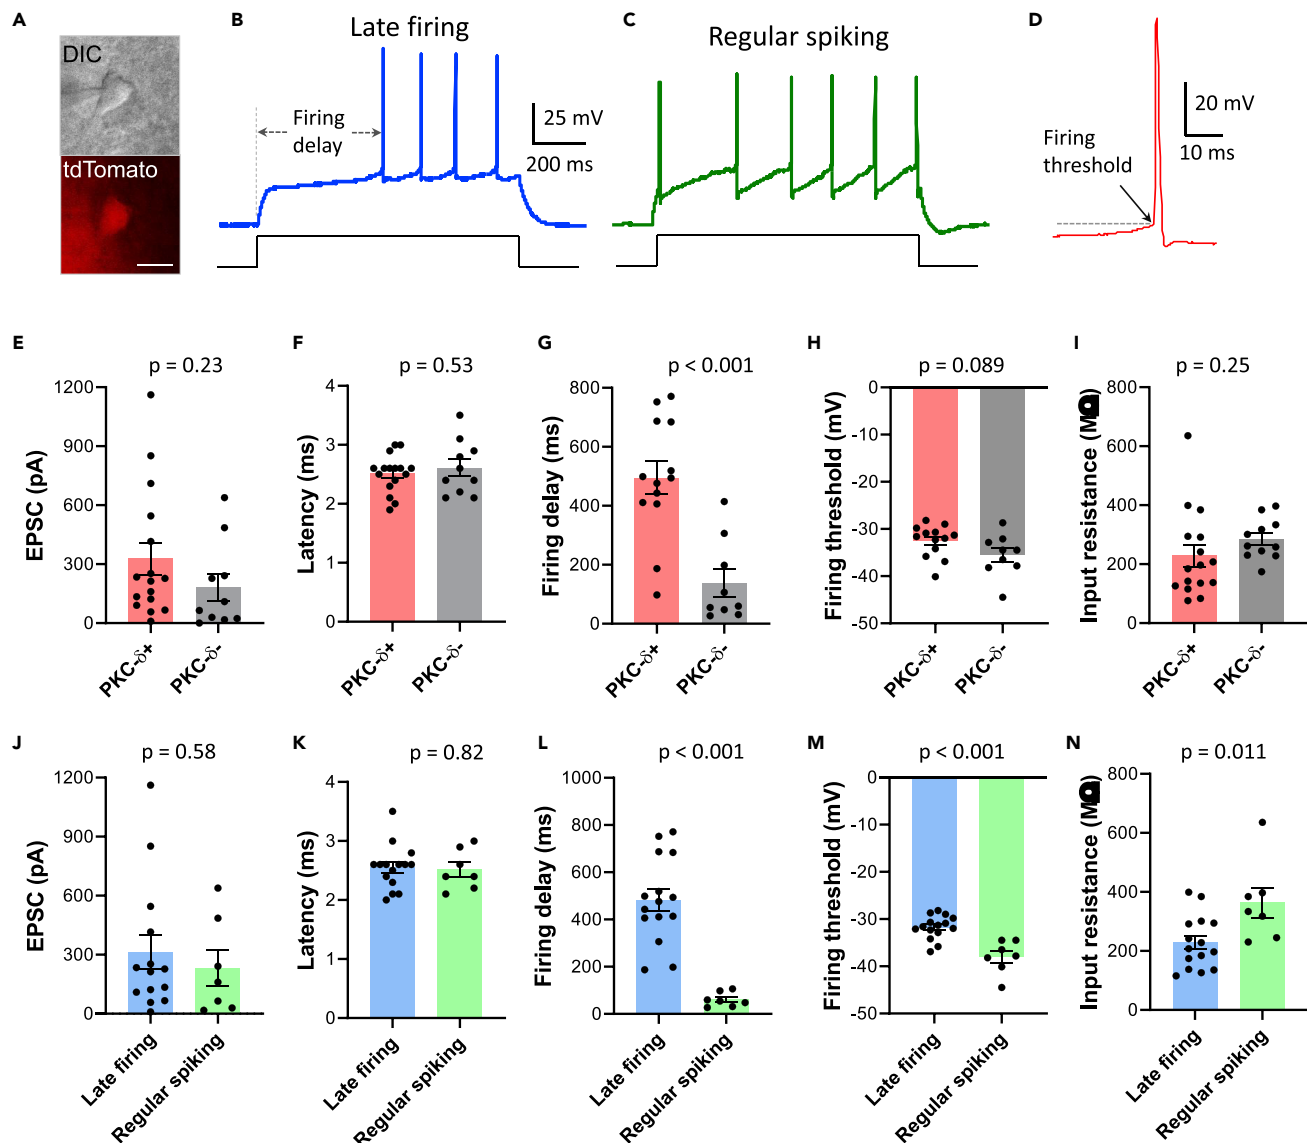 A
DIC
tdTomato
B
Late firing
Firing
delay
25 mV
200 ms
C
Regular spiking
D
20 mV
10 ms
Firing
threshold
E
p = 0.23
EPSC (pA)
1200
900
600
300
0
PKC-δ+
PKC-δ-
F
p = 0.53
Latency (ms)
4
3
2
1
0
PKC-δ+
PKC-δ-
G
p < 0.001
Firing delay (ms)
800
600
400
200
0
PKC-δ+
PKC-δ-
H
p = 0.089
Firing threshold (mV)
0
-10
-20
-30
-40
-50
PKC-δ+
PKC-δ-
I
p = 0.25
Input resistance
800
600
400
200
0
PKC-δ+
PKC-δ-
J
p = 0.58
EPSC (pA)
1200
900
600
300
0
Late firing
Regular spiking
K
p = 0.82
Latency (ms)
4
3
2
1
0
Late firing
Regular spiking
L
p < 0.001
Firing delay (ms)
1000
800
600
400
200
0
Late firing
Regular spiking
M
p < 0.001
Firing threshold (mV)
0
-10
-20
-30
-40
-50
Late firing
Regular spiking
N
p = 0.011
Input resistance
800
600
400
200
0
Late firing
Regular spiking